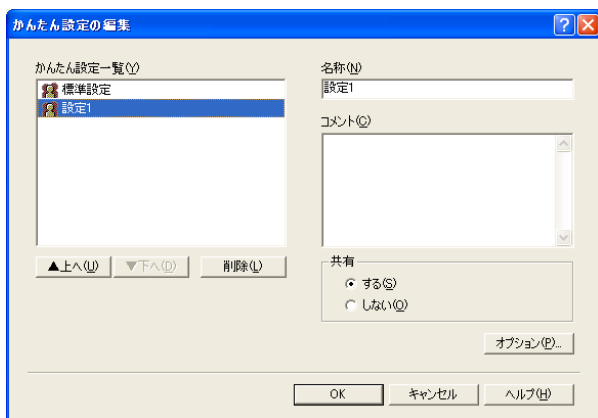 かんたん設定の編集
かんたん設定一覧(Y)
標準設定
設定1
▲上へ(U)
▼下へ(D)
削除(L)
名称(N)
設定1
コメント(C)
共有
する(S)
しない(O)
オプション(P)...
OK
キャンセル
ヘルプ(H)